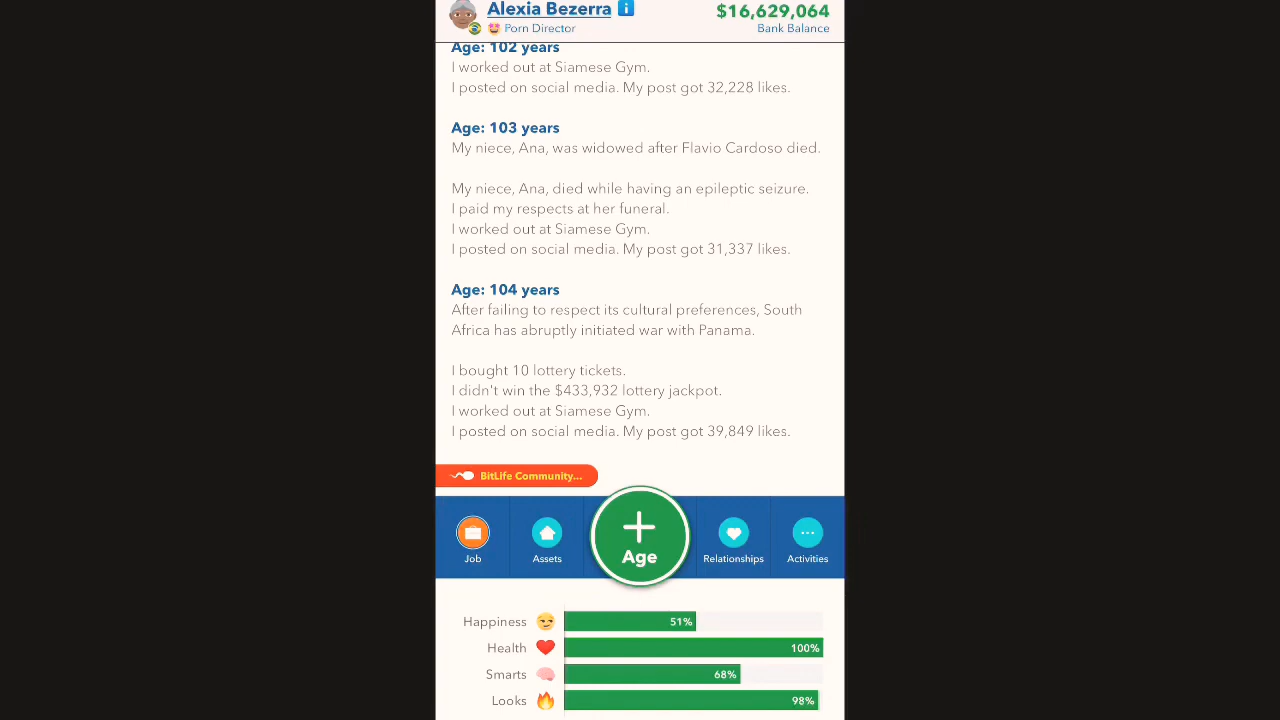 Alexia Bezerra
$16,629,064
Porn Director
Bank Balance
Age: 102 years
I worked out at Siamese Gym.
I posted on social media. My post got 32,228 likes.
Age: 103 years
My niece, Ana, was widowed after Flavio Cardoso died.
My niece, Ana, died while having an epileptic seizure.
I paid my respects at her funeral.
I worked out at Siamese Gym.
I posted on social media. My post got 31,337 likes.
Age: 104 years
After failing to respect its cultural preferences, South
Africa has abruptly initiated war with Panama.
I bought 10 lottery tickets.
I didn't win the $433,932 lottery jackpot.
I worked out at Siamese Gym.
I posted on social media. My post got 39,849 likes.
BitLife Community...
Job
Assets
Age
Relationships
Activities
Happiness 51%
Health 100%
Smarts 68%
Looks 98%